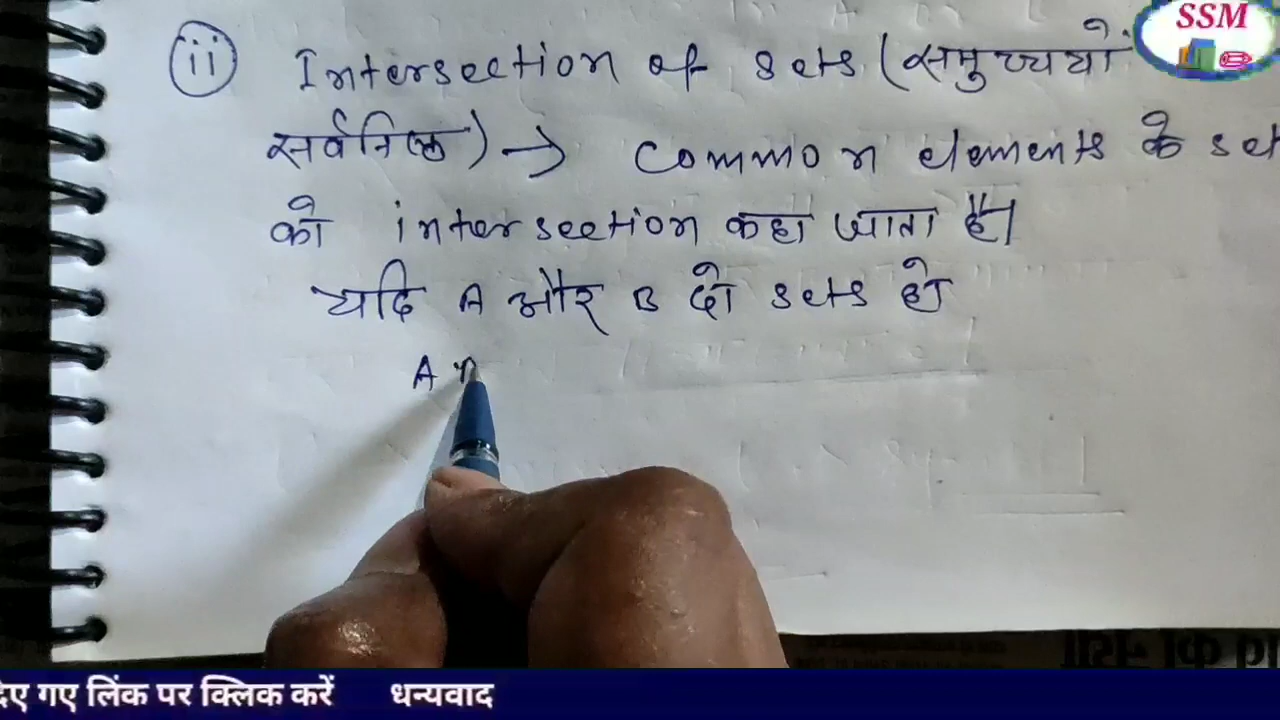 SSM
(ii) Intersection of sets (समुच्चयों
सर्वनिष्ठ) → Common elements के set
को intersection कहा जाता है।
यदि A और B दो sets हो
A ∩
दिए गए लिंक पर क्लिक करें धन्यवाद